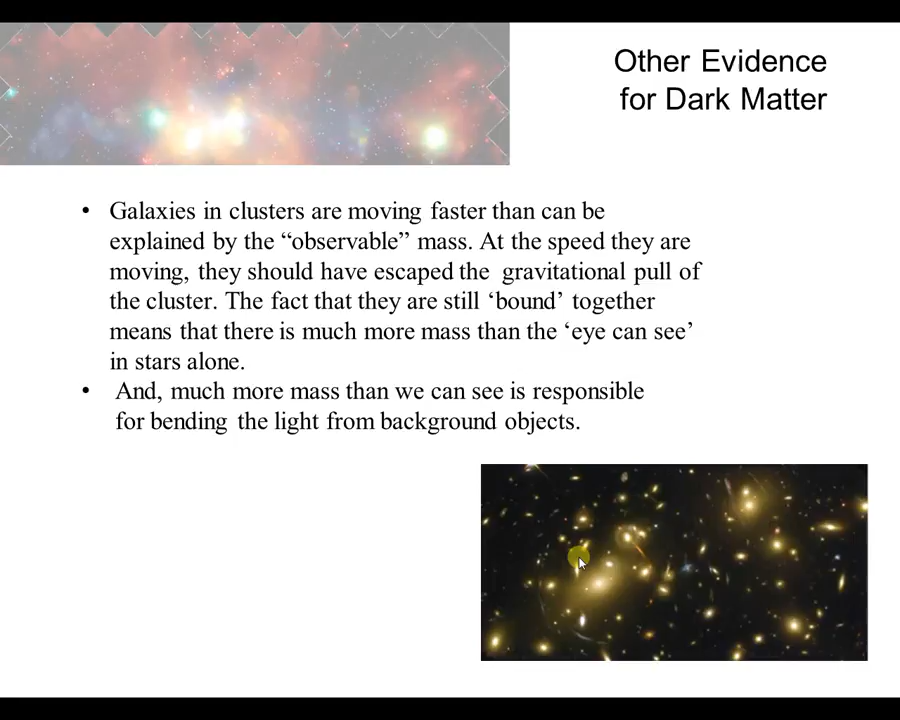 Other Evidence
for Dark Matter
• Galaxies in clusters are moving faster than can be
explained by the “observable” mass. At the speed they are
moving, they should have escaped the gravitational pull of
the cluster. The fact that they are still ‘bound’ together
means that there is much more mass than the ‘eye can see’
in stars alone.
• And, much more mass than we can see is responsible
for bending the light from background objects.